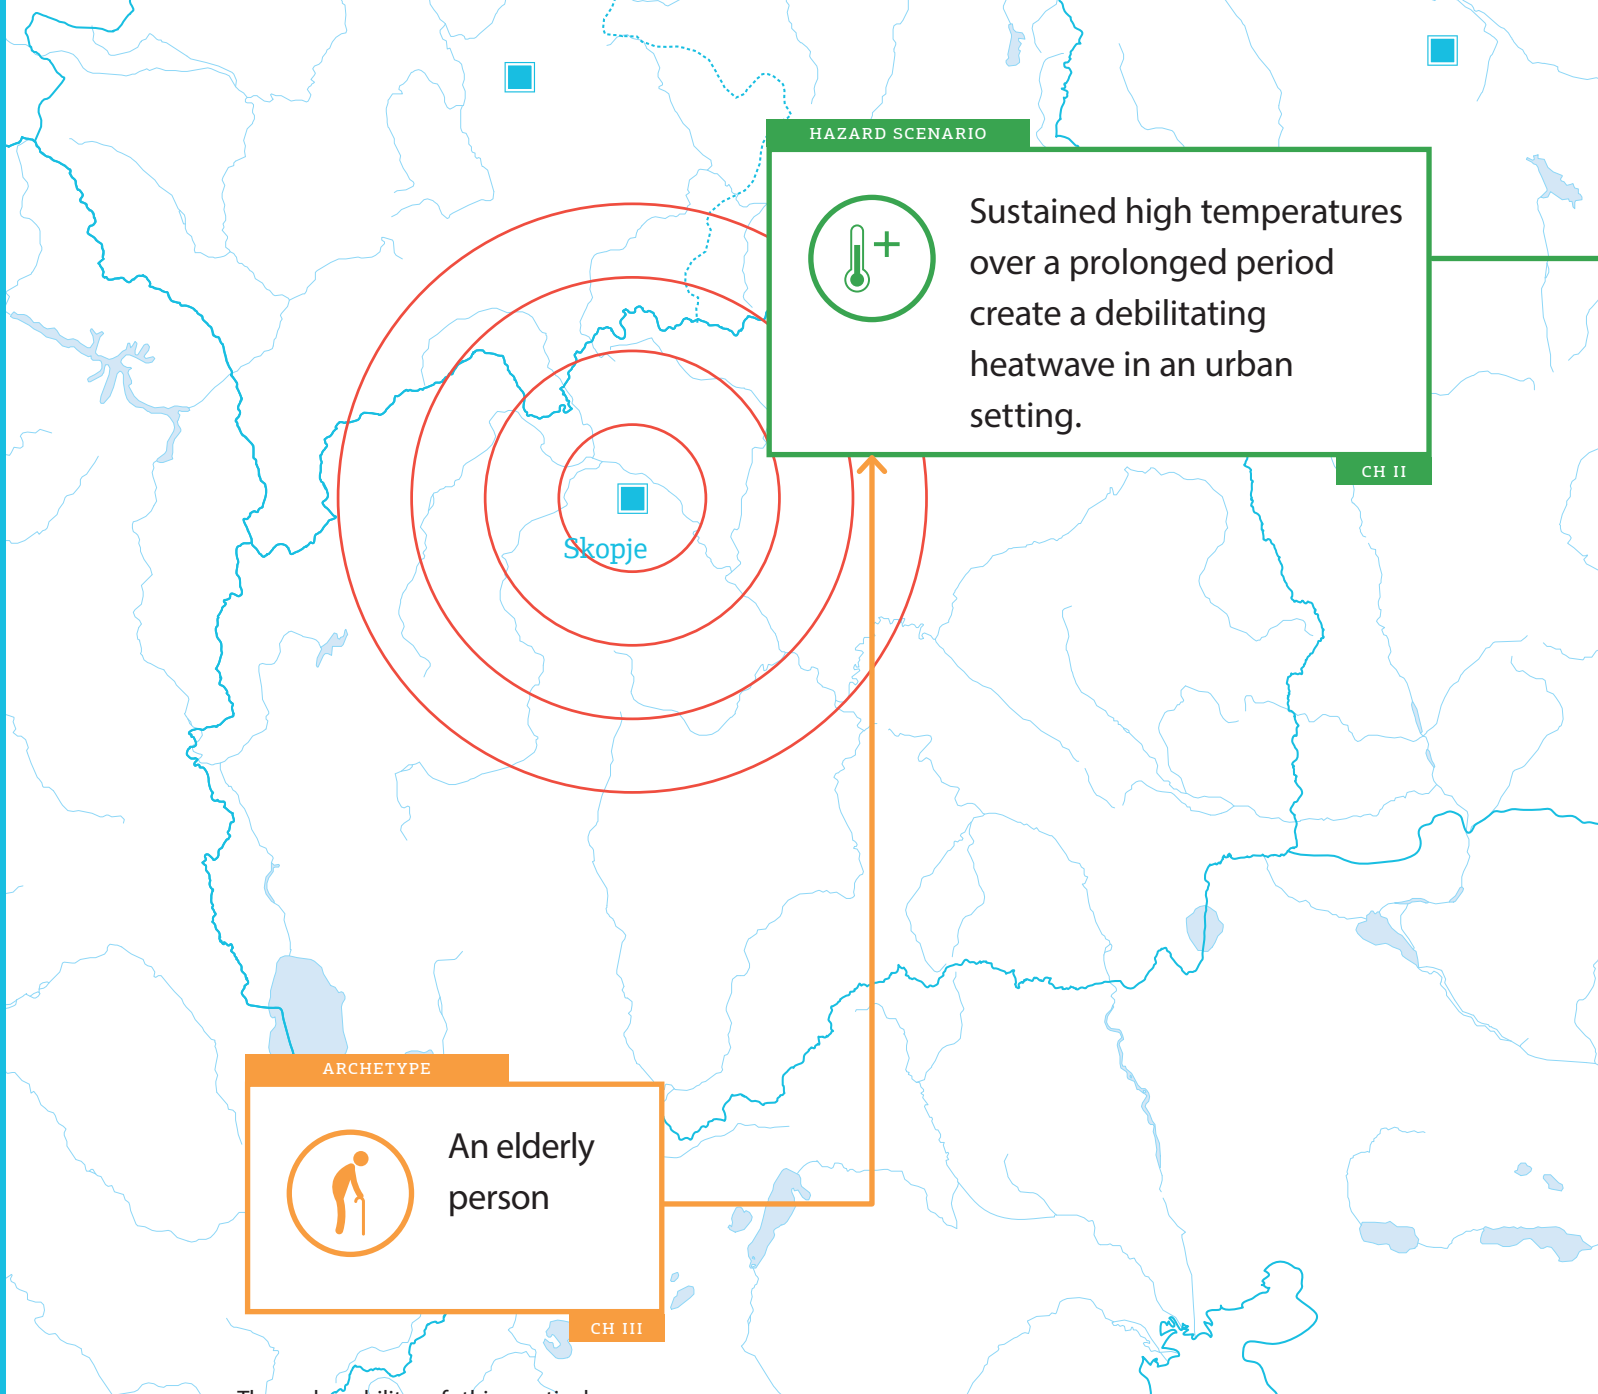 HAZARD SCENARIO
Sustained high temperatures
over a prolonged period
create a debilitating
heatwave in an urban
setting.
CH II
Skopje
ARCHETYPE
An elderly
person
CH III